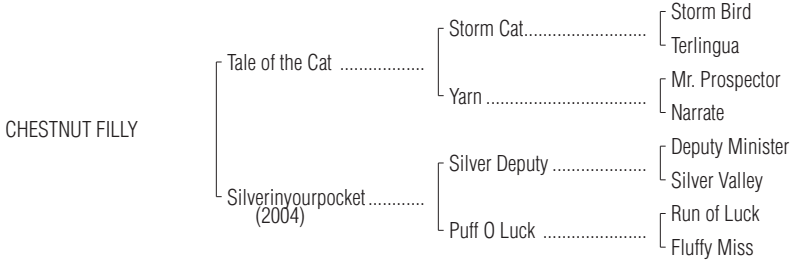 CHESTNUT FILLY
Tale of the Cat ..................
Silverinyourpocket ............
(2004)
Storm Cat..........................
Yarn ..................................
Silver Deputy ....................
Puff O Luck ......................
Storm Bird
Terlingua
Mr. Prospector
Narrate
Deputy Minister
Silver Valley
Run of Luck
Fluffy Miss